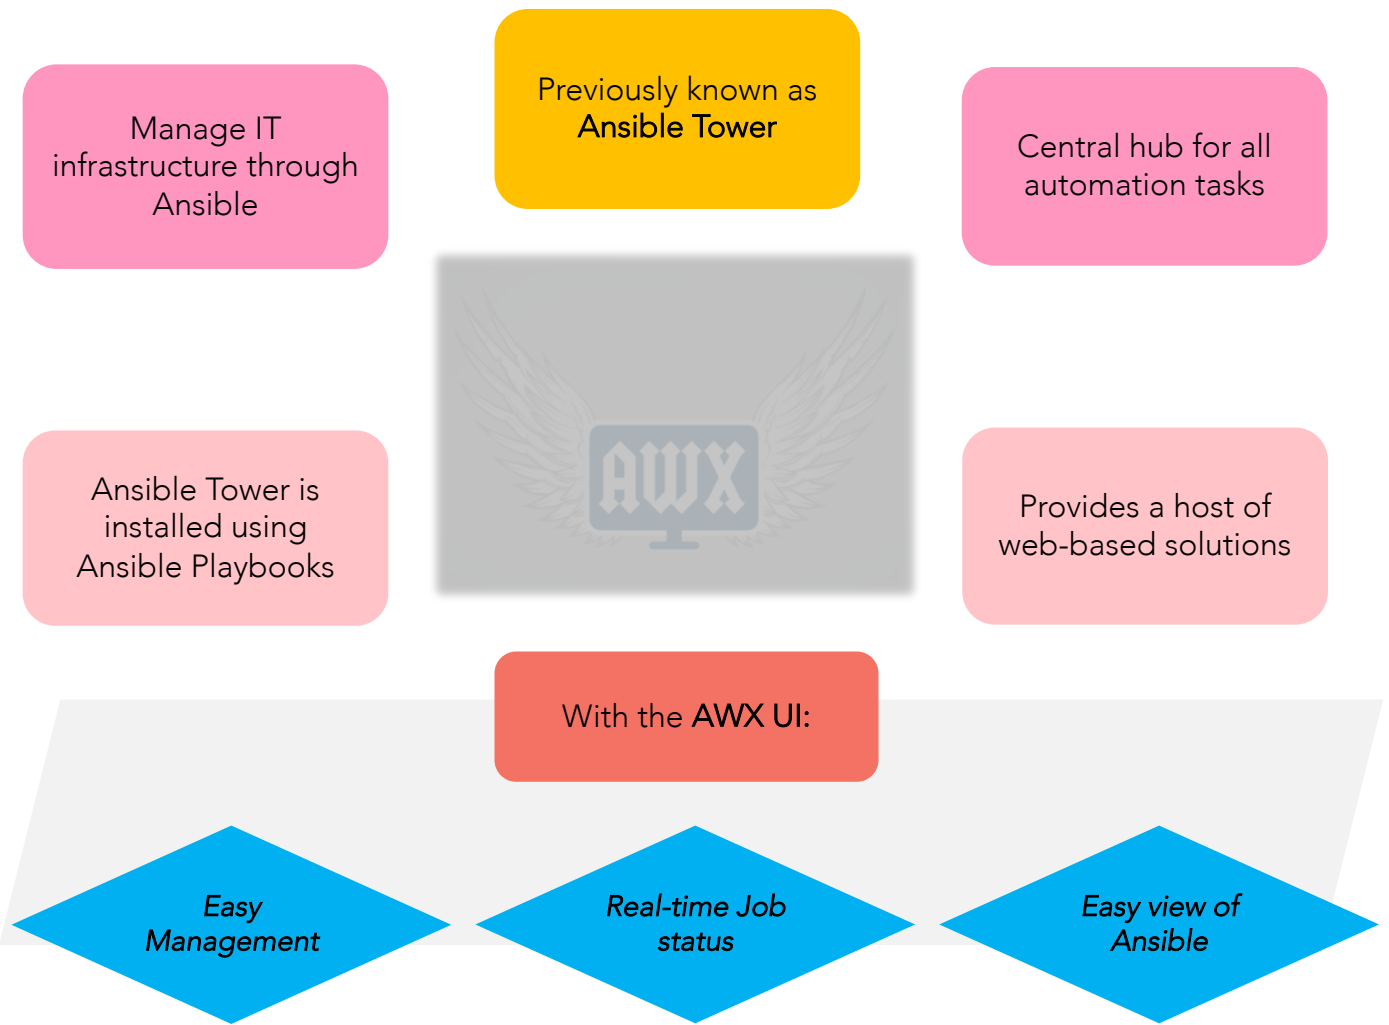 Previously known as
Ansible Tower
Manage IT
infrastructure through
Ansible
Central hub for all
automation tasks
AWX
Ansible Tower is
installed using
Ansible Playbooks
Provides a host of
web-based solutions
With the AWX UI:
Easy
Management
Real-time Job
status
Easy view of
Ansible